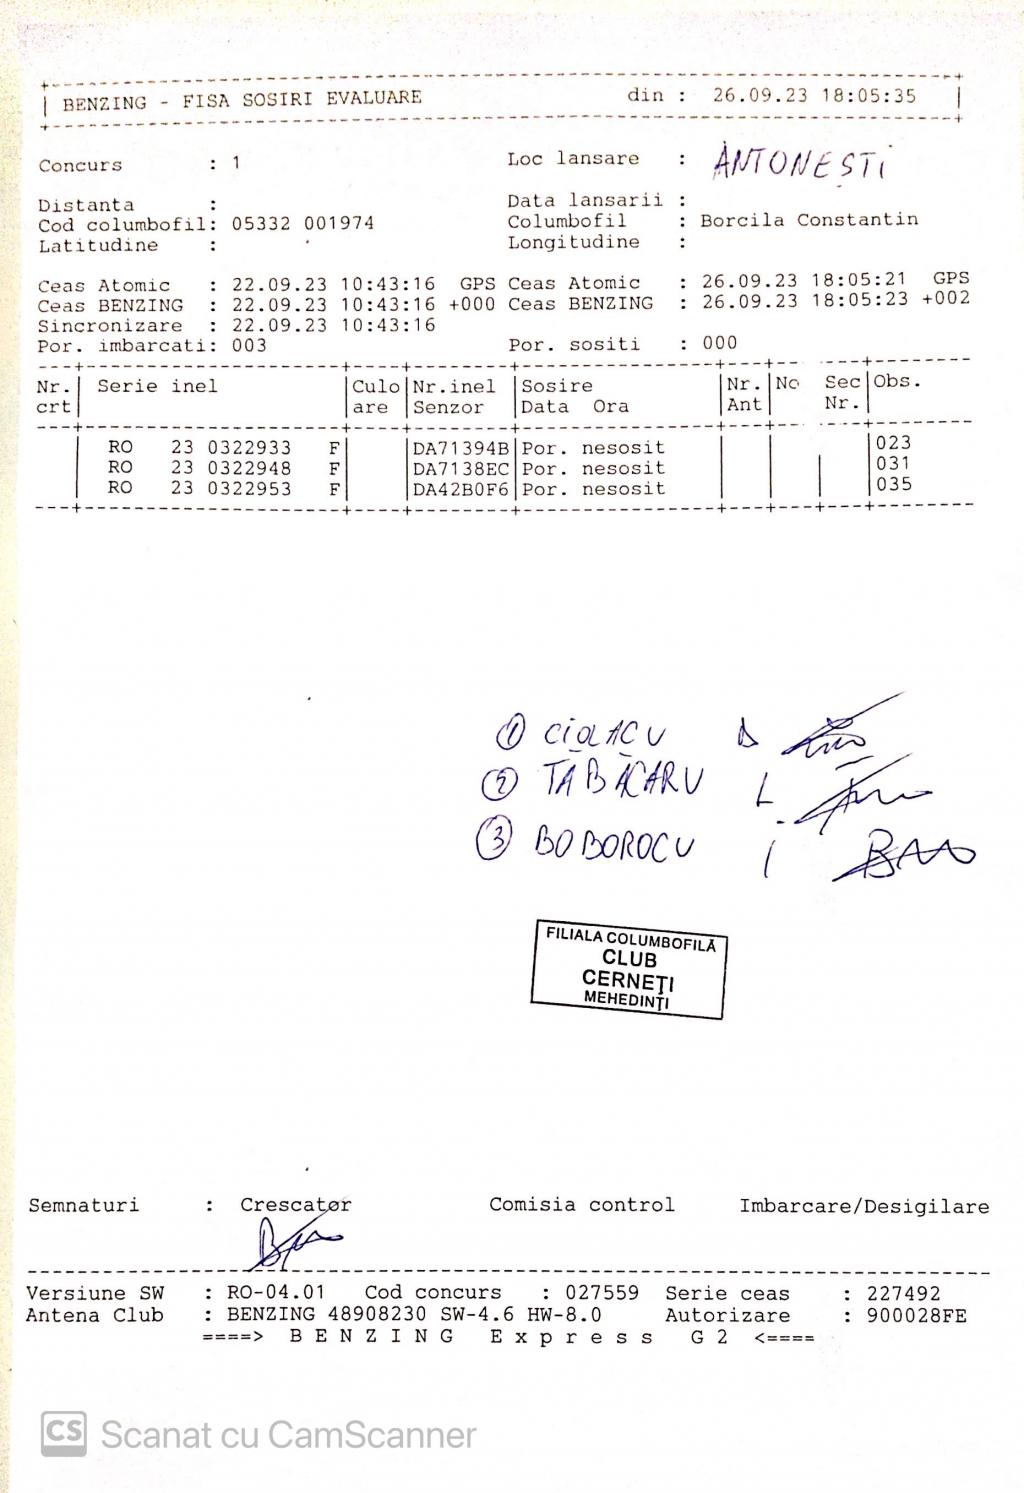 BENZING - FISA SOSIRI EVALUARE din : 26.09.23 18:05:35
Concurs : 1 Loc lansare : ANTONESTI
Distanta : Data lansarii :
Cod columbofil: 05332 001974 Columbofil : Borcila Constantin
Latitudine : Longitudine :
Ceas Atomic : 22.09.23 10:43:16 GPS Ceas Atomic : 26.09.23 18:05:21 GPS
Ceas BENZING : 22.09.23 10:43:16 +000 Ceas BENZING : 26.09.23 18:05:23 +002
Sincronizare : 22.09.23 10:43:16
Por. imbarcati: 003 Por. sositi : 000
Nr. Serie inel Culo Nr.inel Sosire Nr. No Sec Obs.
crt are Senzor Data Ora Ant Nr.
RO 23 0322933 F DA71394B Por. nesosit 023
RO 23 0322948 F DA7138EC Por. nesosit 031
RO 23 0322953 F DA42B0F6 Por. nesosit 035
1 CIOLACU D
2 TABACARU L.
3 BOBOROCU I
FILIALA COLUMBOFILĂ
CLUB
CERNEȚI
MEHEDINȚI
Semnaturi : Crescator Comisia control Imbarcare/Desigilare
Versiune SW : RO-04.01 Cod concurs : 027559 Serie ceas : 227492
Antena Club : BENZING 48908230 SW-4.6 HW-8.0 Autorizare : 900028FE
====> B E N Z I N G E x p r e s s G 2 <====
CS Scanat cu CamScanner